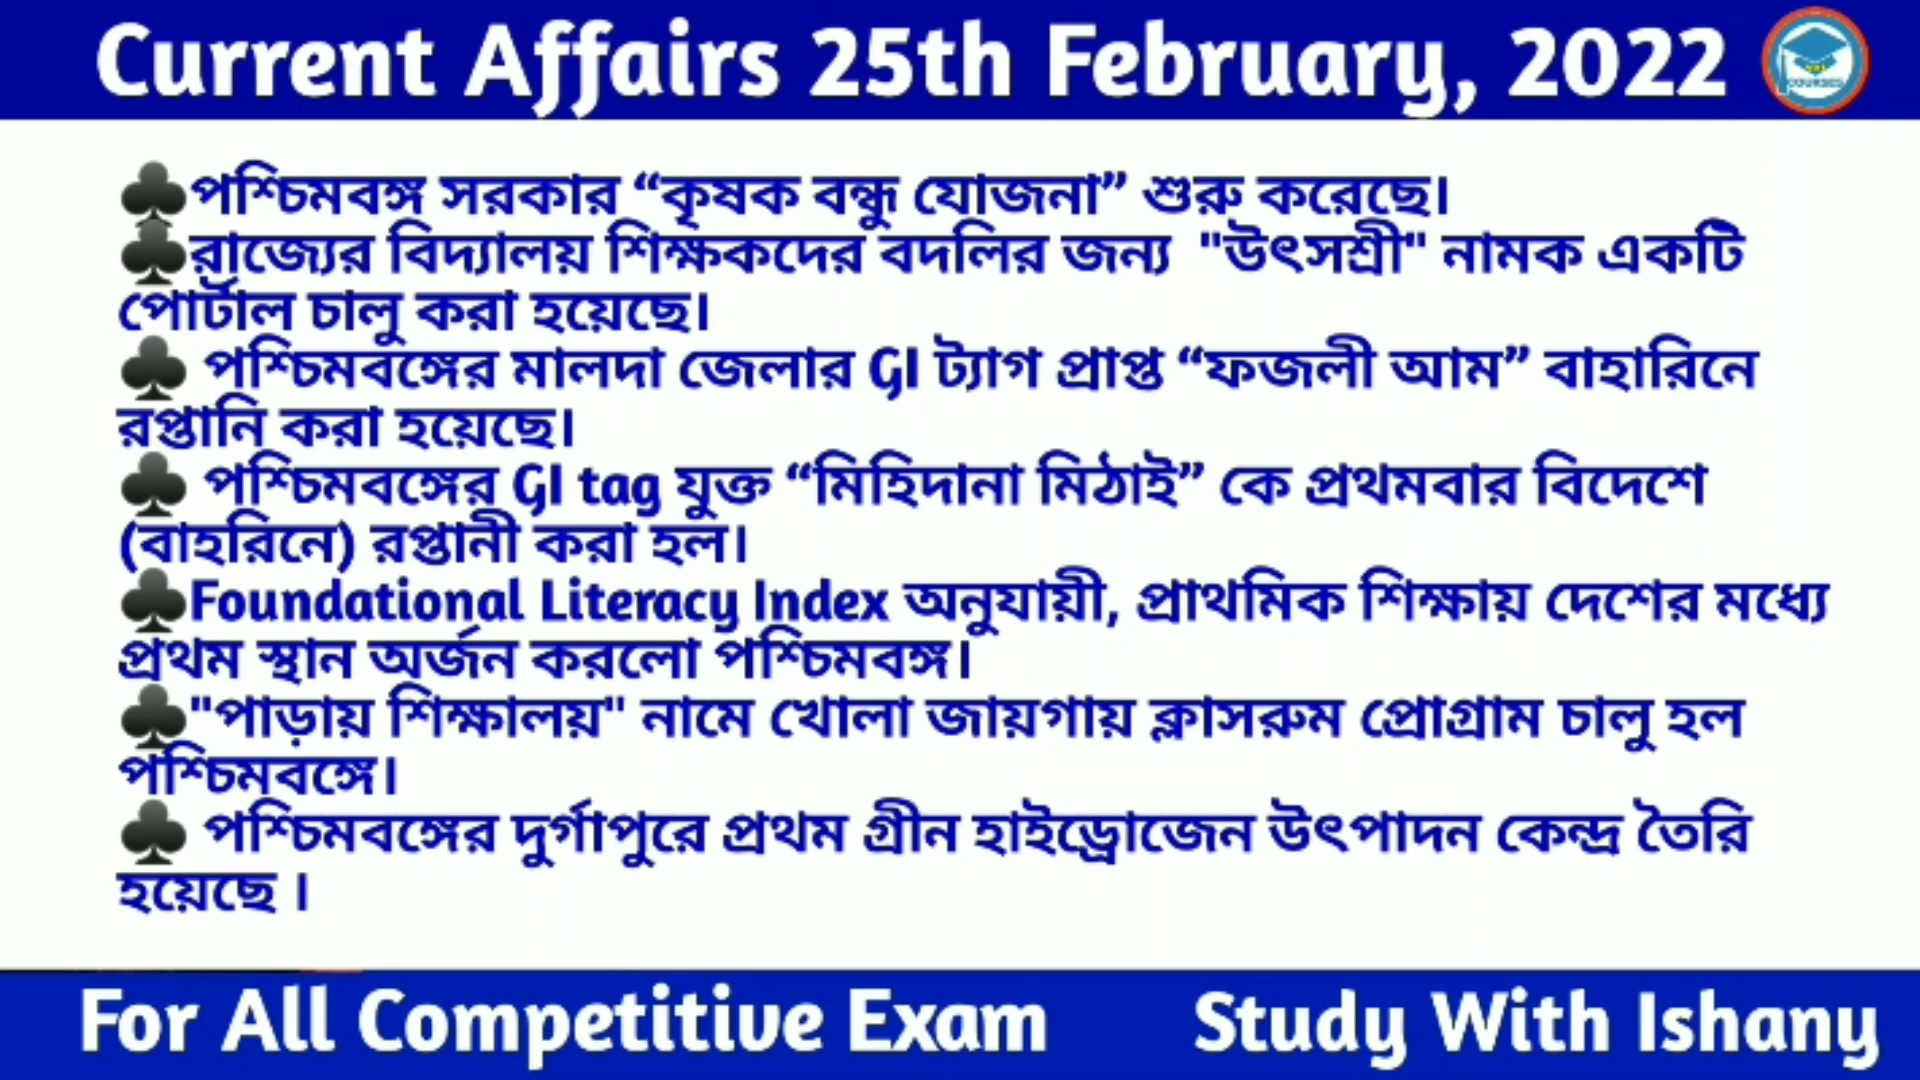 Current Affairs 25th February, 2022
COURSES
♣পশ্চিমবঙ্গ সরকার “কৃষক বন্ধু যোজনা” শুরু করেছে।
♣রাজ্যের বিদ্যালয় শিক্ষকদের বদলির জন্য "উৎসশ্রী" নামক একটি
পোর্টাল চালু করা হয়েছে।
♣ পশ্চিমবঙ্গের মালদা জেলার GI ট্যাগ প্রাপ্ত “ফজলী আম” বাহারিনে
রপ্তানি করা হয়েছে।
♣ পশ্চিমবঙ্গের GI tag যুক্ত “মিহিদানা মিঠাই” কে প্রথমবার বিদেশে
(বাহরিনে) রপ্তানী করা হল।
♣Foundational Literacy Index অনুযায়ী, প্রাথমিক শিক্ষায় দেশের মধ্যে
প্রথম স্থান অর্জন করলো পশ্চিমবঙ্গ।
♣"পাড়ায় শিক্ষালয়" নামে খোলা জায়গায় ক্লাসরুম প্রোগ্রাম চালু হল
পশ্চিমবঙ্গে।
♣ পশ্চিমবঙ্গের দুর্গাপুরে প্রথম গ্রীন হাইড্রোজেন উৎপাদন কেন্দ্র তৈরি
হয়েছে ।
For All Competitive Exam Study With Ishany